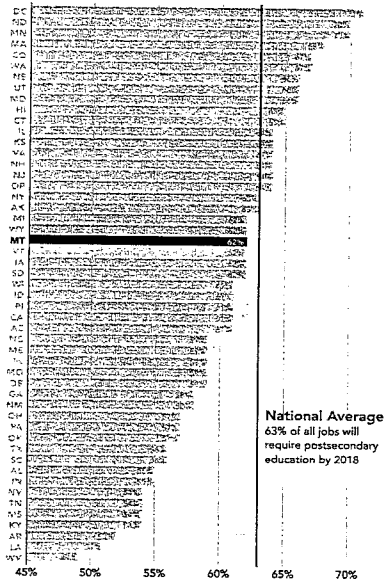 DC
ND
MN
MA
CO
WA
NE
UT
MD
HI
CT
IL
KS
VA
NH
NJ
OR
NY
AK
MI
WY
MT 62%
VT
IA
SD
WI
ID
RI
CA
AZ
NC
ME
MO
DE
GA
NM
OH
PA
OK
TX
SC
AL
IN
NV
TN
MS
KY
AR
LA
WV
National Average
63% of all jobs will
require postsecondary
education by 2018
45% 50% 55% 60% 65% 70%